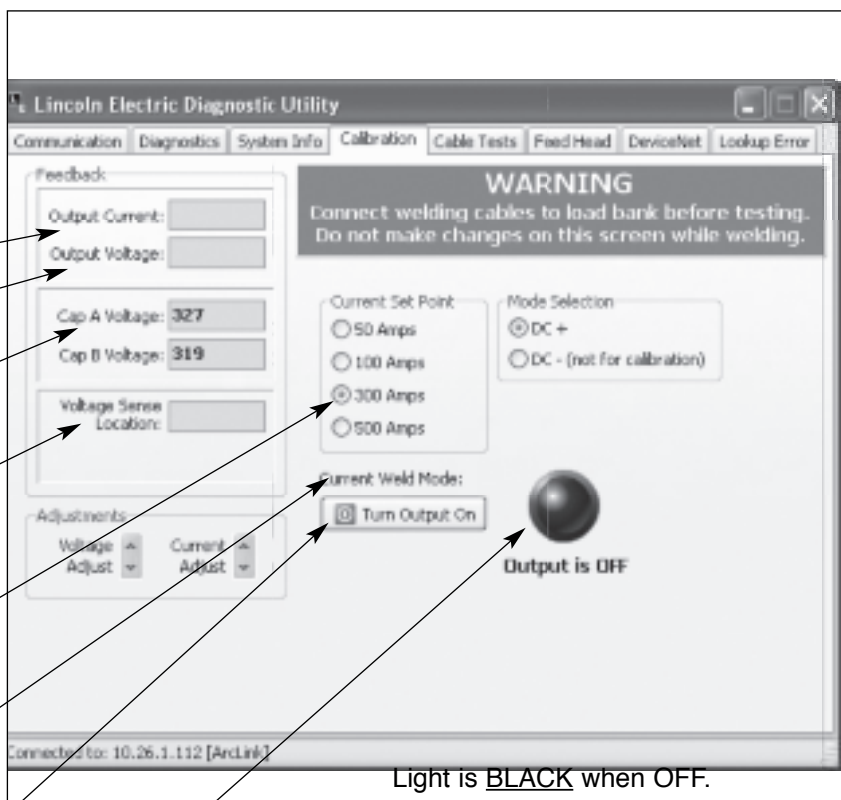 Lincoln Electric Diagnostic Utility
Communication Diagnostics System Info Calibration Cable Tests Feed Head DeviceNet Lookup Error
Feedback
Output Current:
Output Voltage:
Cap A Voltage: 327
Cap B Voltage: 319
Voltage Sense
Location:
Adjustments
Voltage
Adjust
Current
Adjust
WARNING
Connect welding cables to load bank before testing.
Do not make changes on this screen while welding.
Current Set Point
50 Amps
100 Amps
300 Amps
500 Amps
Mode Selection
DC +
DC - (not for calibration)
Current Weld Mode:
Turn Output On
Output is OFF
Connected to: 10.26.1.112 [ArcLink]
Light is BLACK when OFF.